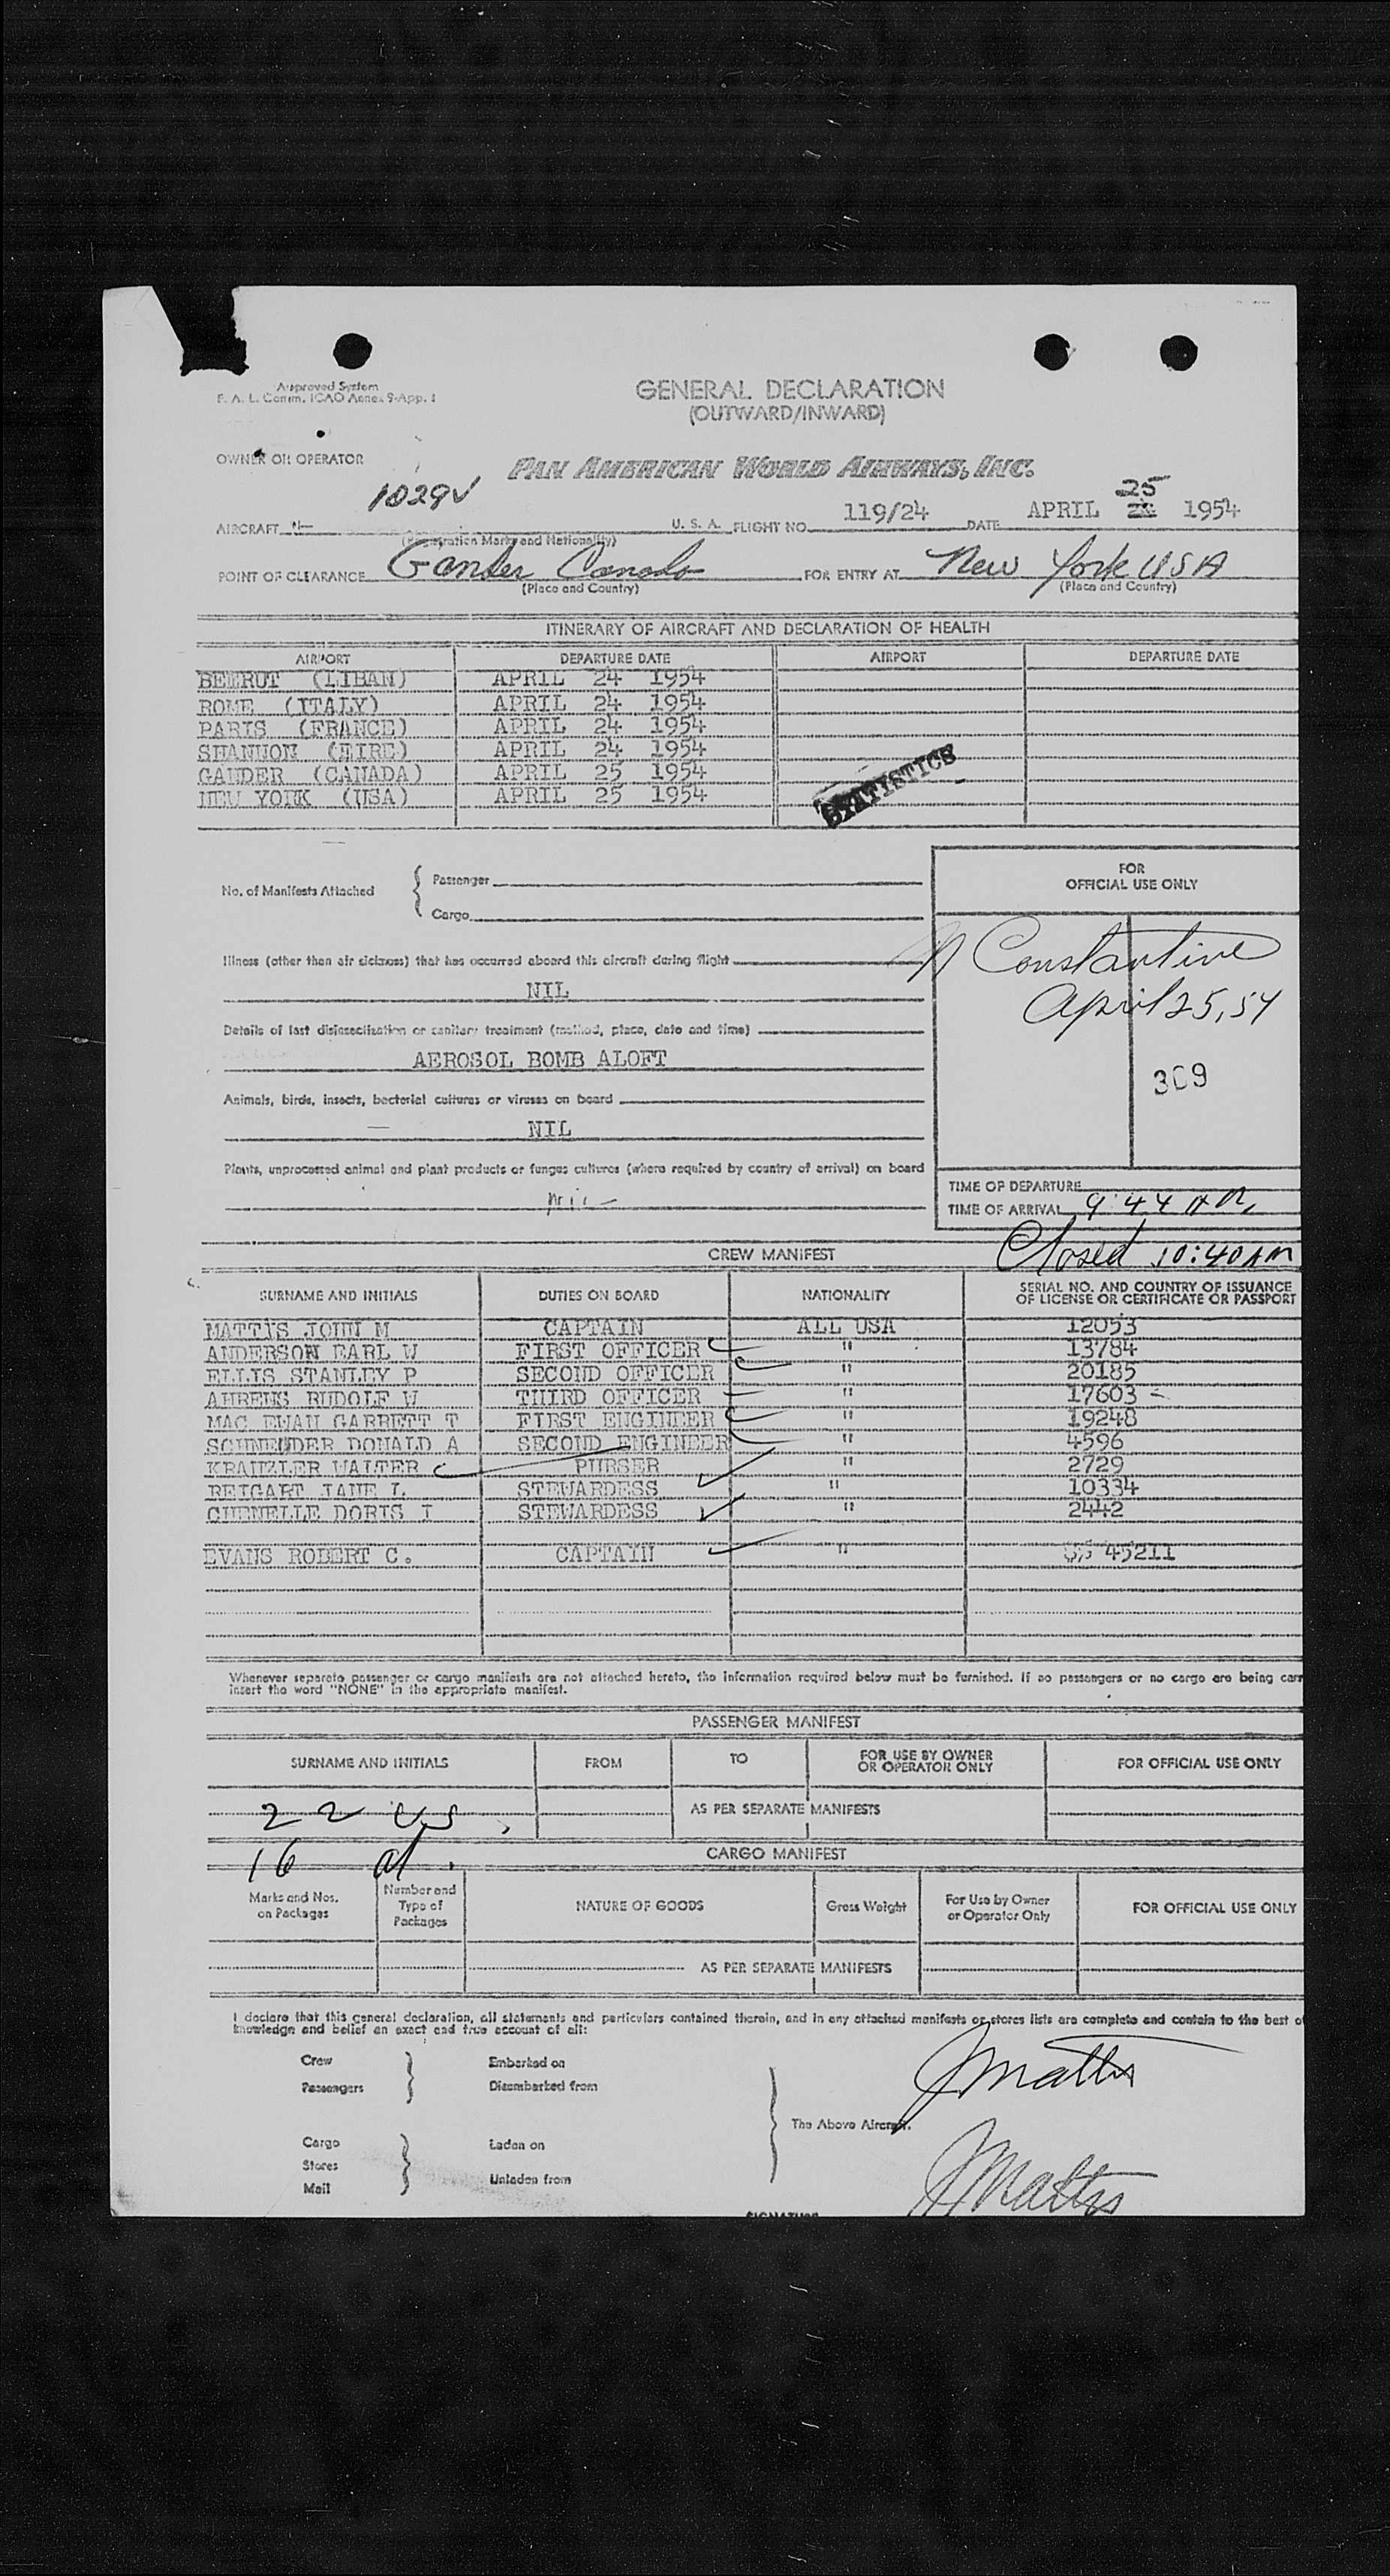 Approved System
F. A. L. Comm. ICAO Annex 9-App. 1
GENERAL DECLARATION
(OUTWARD/INWARD)
OWNER OR OPERATOR
PAN AMERICAN WORLD AIRWAYS, INC.
AIRCRAFT N- 1029V U. S. A. FLIGHT NO. 119/24 DATE APRIL 25 1954
(Registration Marks and Nationality)
POINT OF CLEARANCE Gander Canada FOR ENTRY AT New York USA
(Place and Country) (Place and Country)
ITINERARY OF AIRCRAFT AND DECLARATION OF HEALTH
AIRPORT DEPARTURE DATE AIRPORT DEPARTURE DATE
BEIRUT (LIBAN) APRIL 24 1954
ROME (ITALY) APRIL 24 1954
PARIS (FRANCE) APRIL 24 1954
SHANNON (EIRE) APRIL 24 1954
GANDER (CANADA) APRIL 25 1954
NEW YORK (USA) APRIL 25 1954
STATISTICS
No. of Manifests Attached { Passenger
Cargo
FOR
OFFICIAL USE ONLY
Illness (other than air sickness) that has occurred aboard this aircraft during flight
NIL
Constantine
April 25, 54
Details of last disinsectization or sanitary treatment (method, place, date and time)
AEROSOL BOMB ALOFT
309
Animals, birds, insects, bacterial cultures or viruses on board
NIL
Plants, unprocessed animal and plant products or fungus cultures (where required by country of arrival) on board
nil -
TIME OF DEPARTURE
TIME OF ARRIVAL 9:44 AM
Closed 10:40 AM
CREW MANIFEST
SURNAME AND INITIALS DUTIES ON BOARD NATIONALITY SERIAL NO. AND COUNTRY OF ISSUANCE
OF LICENSE OR CERTIFICATE OR PASSPORT
MATTIS JOHN M CAPTAIN ALL USA 12053
ANDERSON EARL W FIRST OFFICER " 13784
ELLIS STANLEY P SECOND OFFICER " 20185
AHRENS RUDOLF W THIRD OFFICER " 17603
MAC EWAN GARRETT T FIRST ENGINEER " 19248
SCHNEUDER DONALD A SECOND ENGINEER " 4596
KRAUZLER WALTER PURSER " 2729
REIGART JANE L STEWARDESS " 10334
CHENELLE DORIS I STEWARDESS " 2442
EVANS ROBERT C. CAPTAIN " 45211
Whenever separate passenger or cargo manifests are not attached hereto, the information required below must be furnished. If no passengers or no cargo are being carr
insert the word "NONE" in the appropriate manifest.
PASSENGER MANIFEST
SURNAME AND INITIALS FROM TO FOR USE BY OWNER
OR OPERATOR ONLY FOR OFFICIAL USE ONLY
22 US AS PER SEPARATE MANIFESTS
16 al.
CARGO MANIFEST
Marks and Nos.
on Packages Number and
Type of
Packages NATURE OF GOODS Gross Weight For Use by Owner
or Operator Only FOR OFFICIAL USE ONLY
AS PER SEPARATE MANIFESTS
I declare that this general declaration, all statements and particulars contained therein, and in any attached manifests or stores lists are complete and contain to the best o
knowledge and belief an exact and true account of all:
Crew
Passengers
Embarked on
Disembarked from
JMattis
The Above Aircraft.
Cargo
Stores
Mail
Laden on
Unladen from
JMattis
SIGNATURE